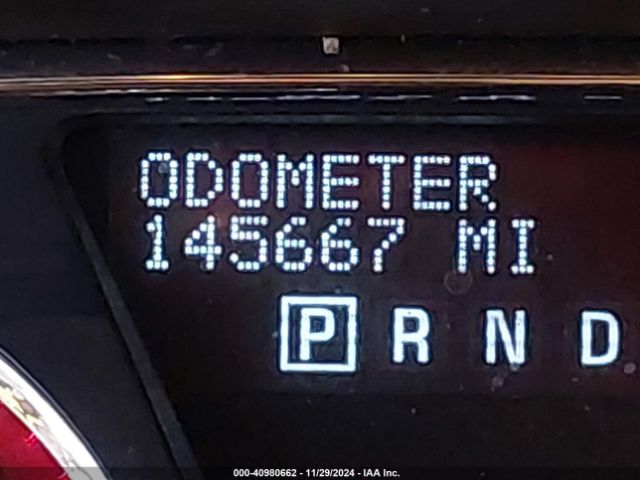 ODOMETER
145667 MI
P R N D
000-40980662 - 11/29/2024 - IAA Inc.